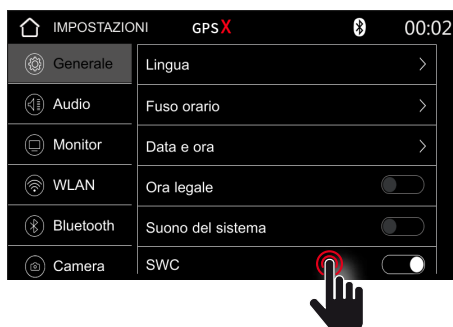 IMPOSTAZIONI GPSX 00:02
Generale
Lingua
Audio
Fuso orario
Monitor
Data e ora
WLAN
Ora legale
Bluetooth
Suono del sistema
Camera
SWC